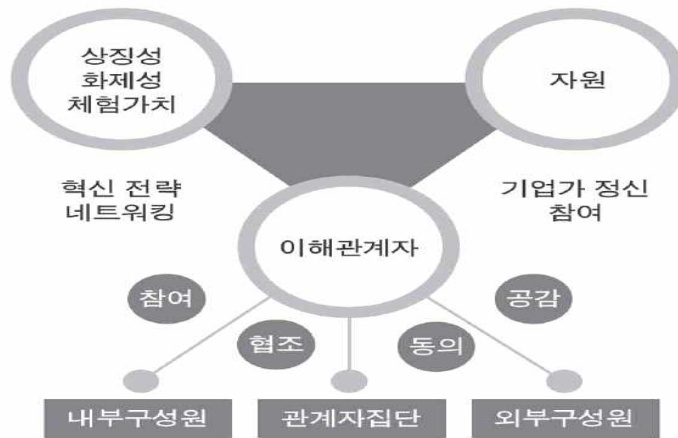 상징성
화제성
체험가치
자원
혁신 전략
네트워킹
기업가 정신
참여
이해관계자
참여
공감
협조
동의
내부구성원
관계자집단
외부구성원